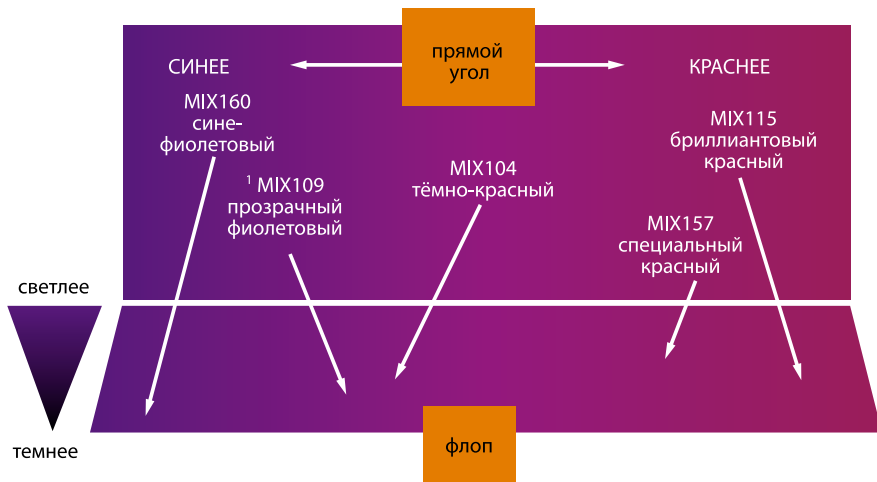 прямой
угол
СИНЕЕ
КРАСНЕЕ
MIX160
сине-
фиолетовый
1 MIX109
прозрачный
фиолетовый
MIX104
тёмно-красный
MIX115
бриллиантовый
красный
MIX157
специальный
красный
светлее
темнее
флоп